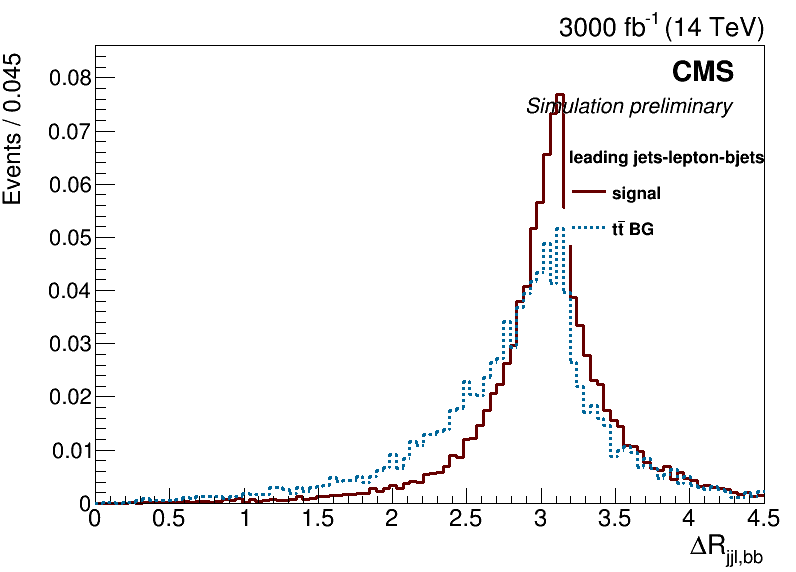 3000 fb⁻¹ (14 TeV)
CMS
Simulation preliminary
leading jets-lepton-bjets
signal
tt̄ BG
Events / 0.045
0.08
0.07
0.06
0.05
0.04
0.03
0.02
0.01
0
0 0.5 1 1.5 2 2.5 3 3.5 4 4.5
ΔR_jjl,bb